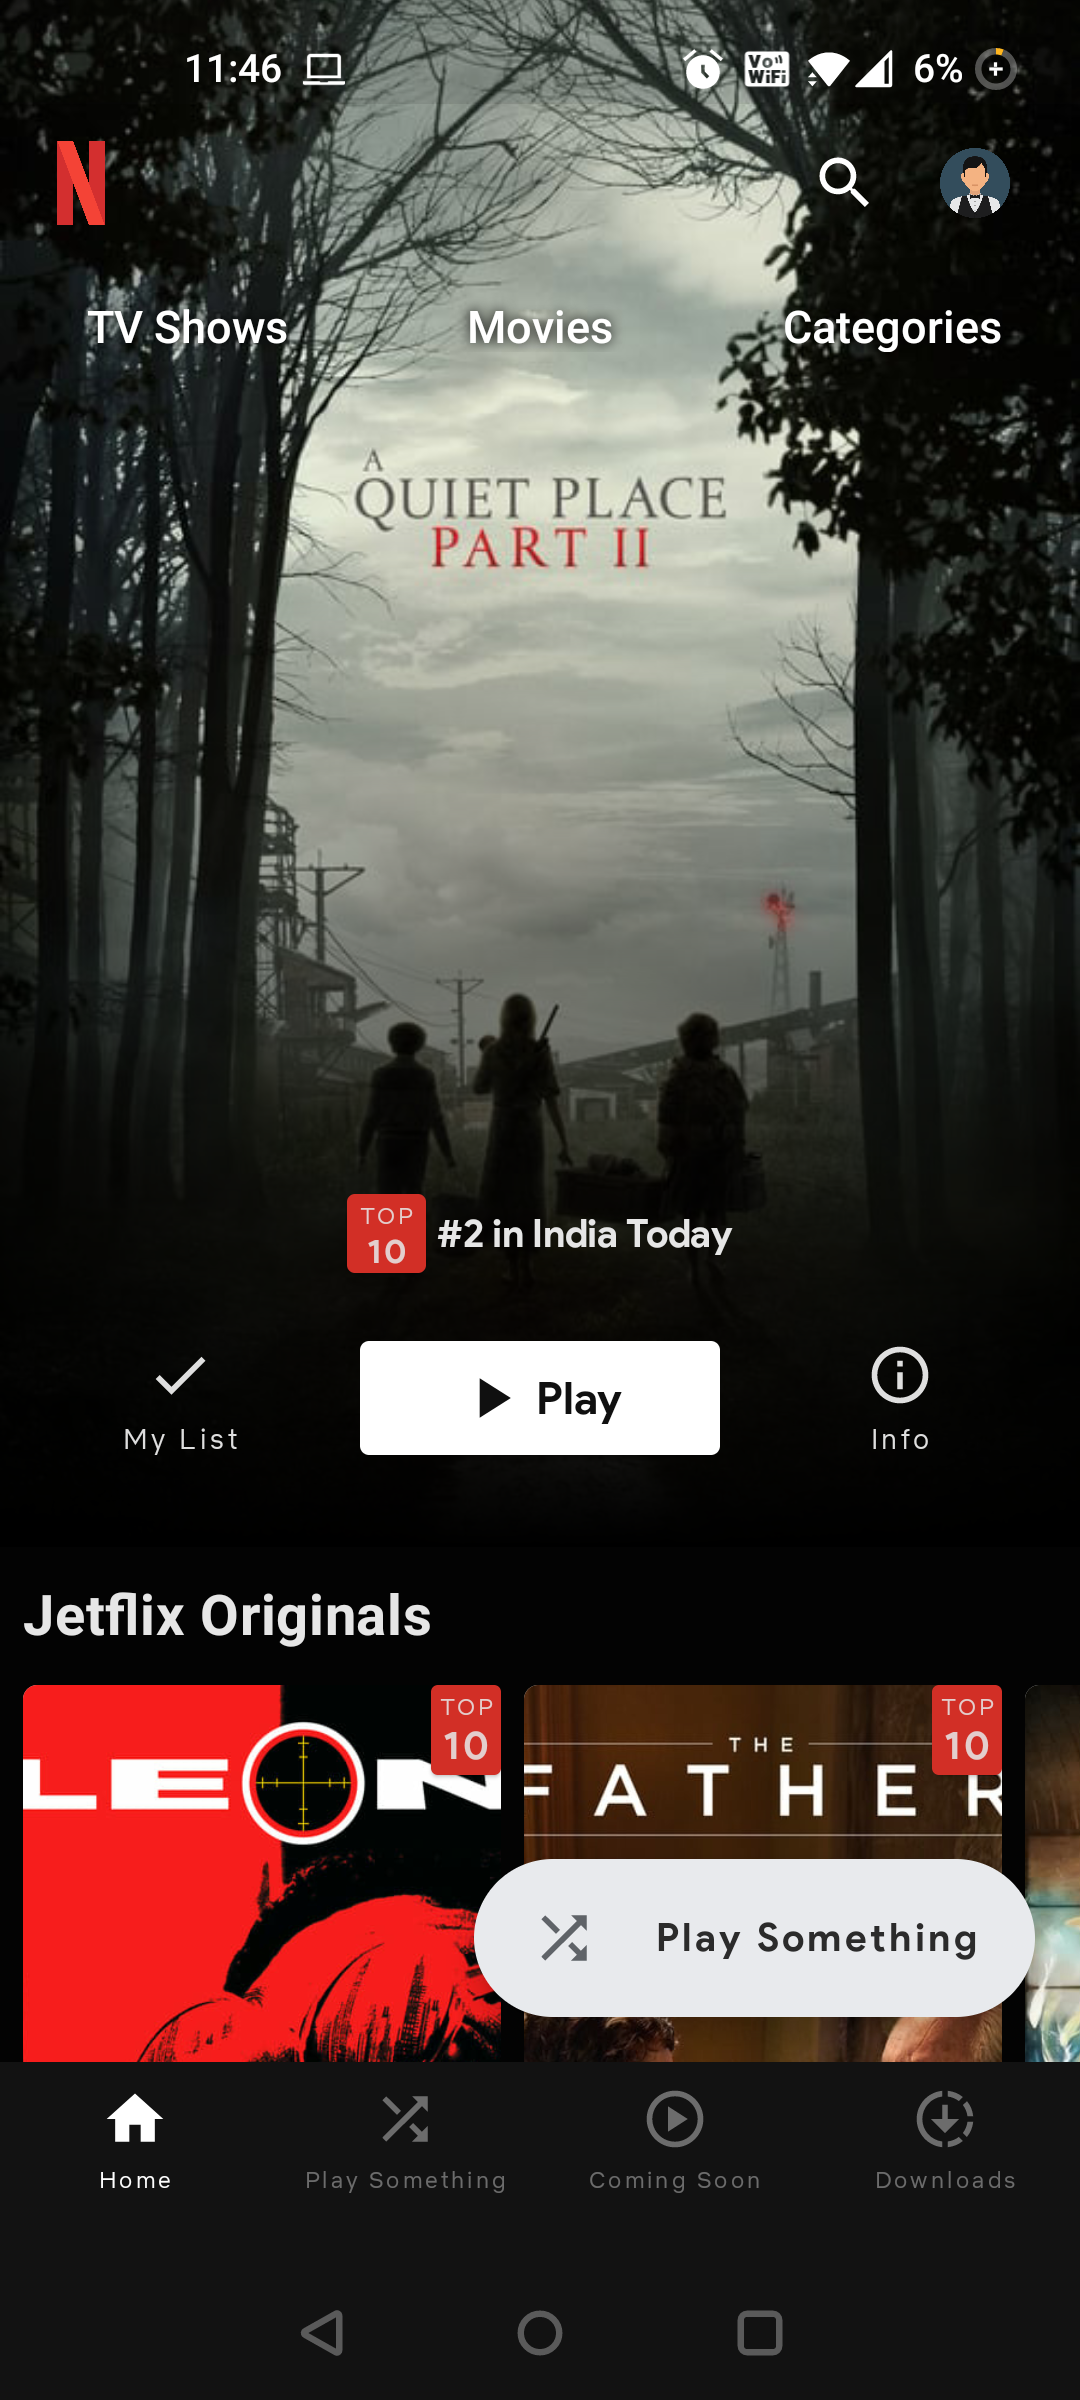 11:46
Vo WiFi
6%
N
TV Shows
Movies
Categories
A
QUIET PLACE
PART II
TOP
10
#2 in India Today
My List
Play
Info
Jetflix Originals
TOP
10
LEON
TOP
10
THE
FATHER
Play Something
Home
Play Something
Coming Soon
Downloads